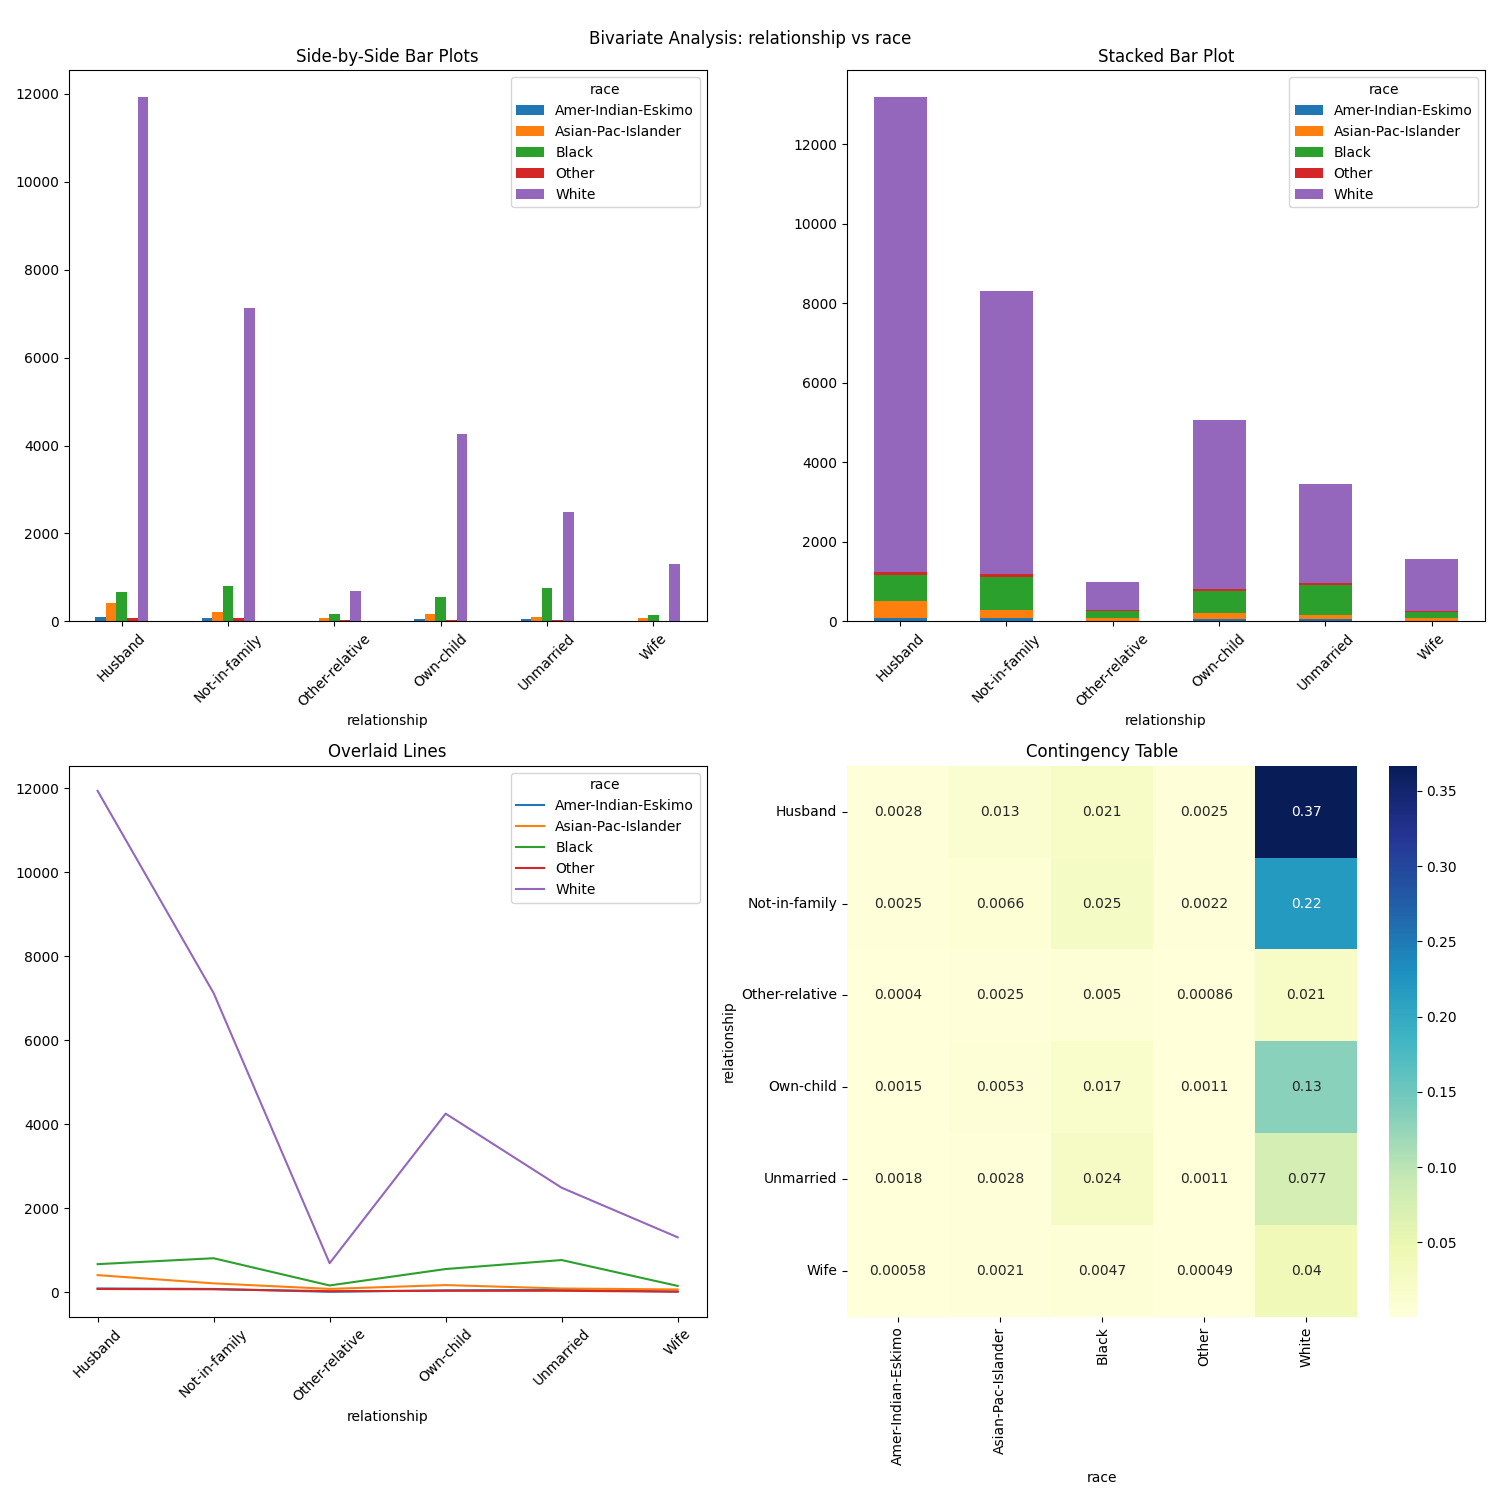 Bivariate Analysis: relationship vs race
Side-by-Side Bar Plots
12000
10000
8000
6000
4000
2000
0
race
Amer-Indian-Eskimo
Asian-Pac-Islander
Black
Other
White
Husband
Not-in-family
Other-relative
Own-child
Unmarried
Wife
relationship
Stacked Bar Plot
12000
10000
8000
6000
4000
2000
0
race
Amer-Indian-Eskimo
Asian-Pac-Islander
Black
Other
White
Husband
Not-in-family
Other-relative
Own-child
Unmarried
Wife
relationship
Overlaid Lines
12000
10000
8000
6000
4000
2000
0
race
Amer-Indian-Eskimo
Asian-Pac-Islander
Black
Other
White
Husband
Not-in-family
Other-relative
Own-child
Unmarried
Wife
relationship
Contingency Table
relationship
Husband 0.0028 0.013 0.021 0.0025 0.37
Not-in-family 0.0025 0.0066 0.025 0.0022 0.22
Other-relative 0.0004 0.0025 0.005 0.00086 0.021
Own-child 0.0015 0.0053 0.017 0.0011 0.13
Unmarried 0.0018 0.0028 0.024 0.0011 0.077
Wife 0.00058 0.0021 0.0047 0.00049 0.04
Amer-Indian-Eskimo
Asian-Pac-Islander
Black
Other
White
race
0.35
0.30
0.25
0.20
0.15
0.10
0.05